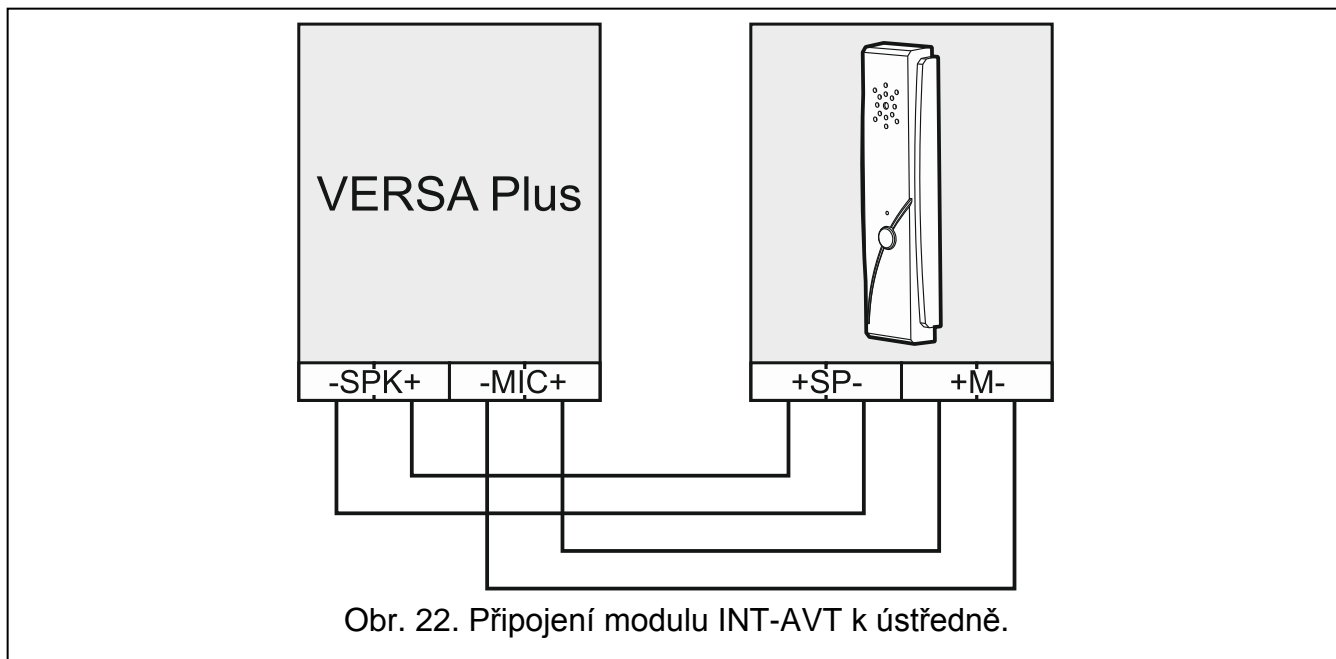 VERSA Plus
-SPK+ -MIC+
+SP- +M-
Obr. 22. Připojení modulu INT-AVT k ústředně.